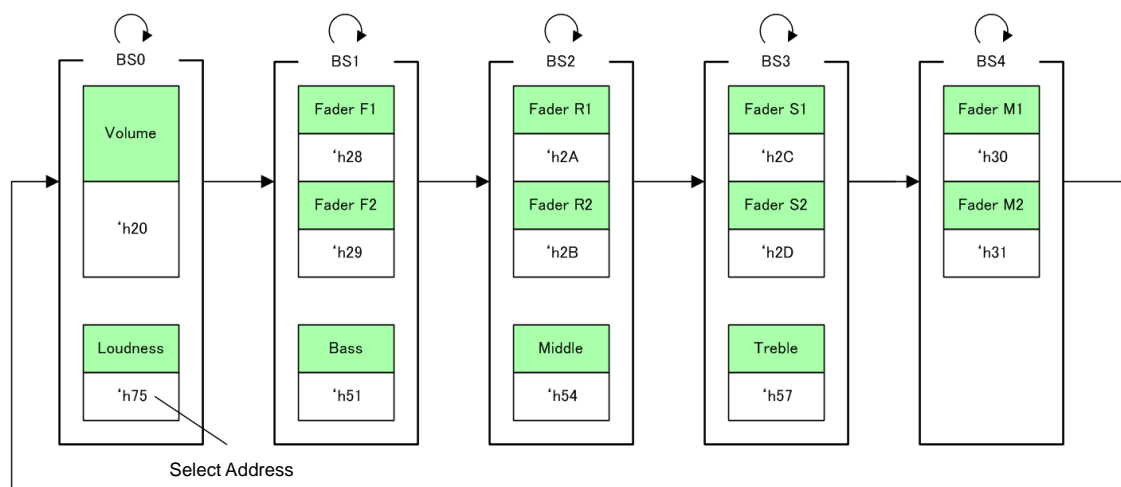 BS0
Volume
‘h20
Loudness
‘h75
BS1
Fader F1
‘h28
Fader F2
‘h29
Bass
‘h51
BS2
Fader R1
‘h2A
Fader R2
‘h2B
Middle
‘h54
BS3
Fader S1
‘h2C
Fader S2
‘h2D
Treble
‘h57
BS4
Fader M1
‘h30
Fader M2
‘h31
Select Address